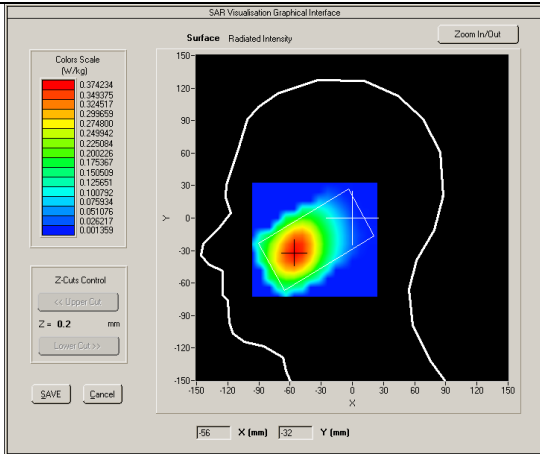 SAR Visualisation Graphical Interface
Surface Radiated Intensity
Zoom In/Out
Colors Scale
(W/kg)
0.374234
0.349375
0.324517
0.299659
0.274800
0.249942
0.225084
0.200226
0.175367
0.150509
0.125651
0.100792
0.075934
0.051076
0.026217
0.001359
Z-Cuts Control
<< Upper Cut
Z = 0.2 mm
Lower Cut >>
SAVE Cancel
150
120
90
60
30
Y 0
-30
-60
-90
-120
-150
-150 -120 -90 -60 -30 0 30 60 90 120 150
X
-56 X (mm) -32 Y (mm)